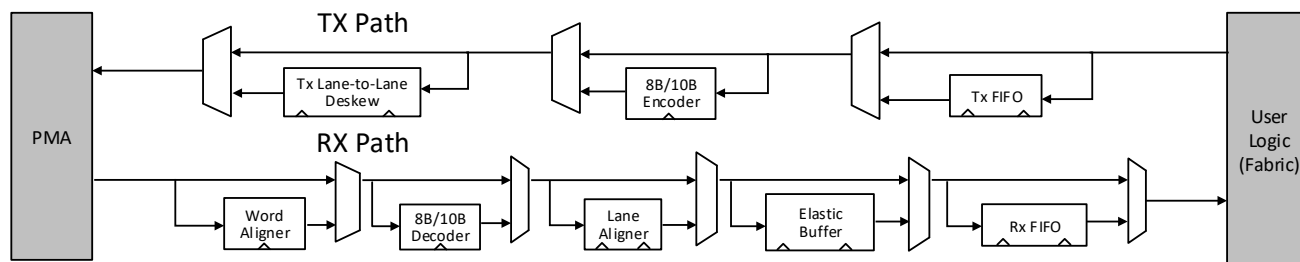 TX Path
Tx Lane-to-Lane
Deskew
8B/10B
Encoder
Tx FIFO
PMA
User
Logic
(Fabric)
RX Path
Word
Aligner
8B/10B
Decoder
Lane
Aligner
Elastic
Buffer
Rx FIFO